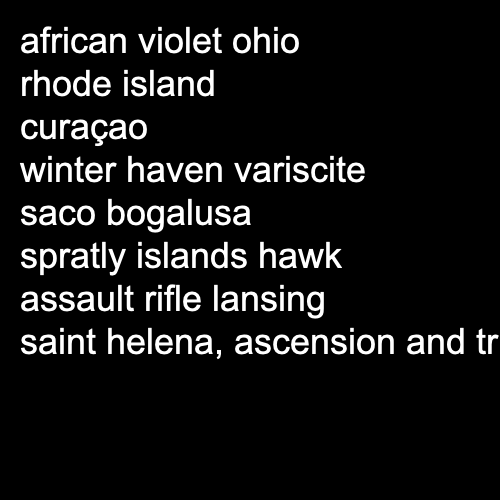 african violet ohio
rhode island
curaçao
winter haven variscite
saco bogalusa
spratly islands hawk
assault rifle lansing
saint helena, ascension and tr